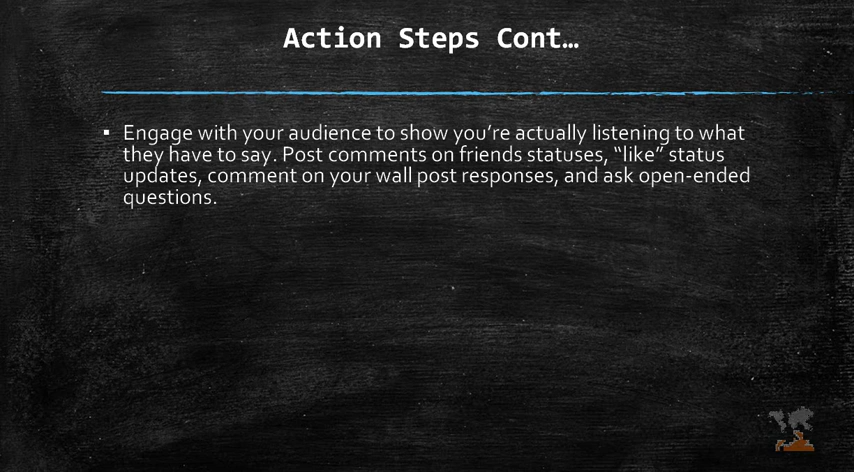 Action Steps Cont…
▪ Engage with your audience to show you’re actually listening to what
they have to say. Post comments on friends statuses, “like” status
updates, comment on your wall post responses, and ask open-ended
questions.